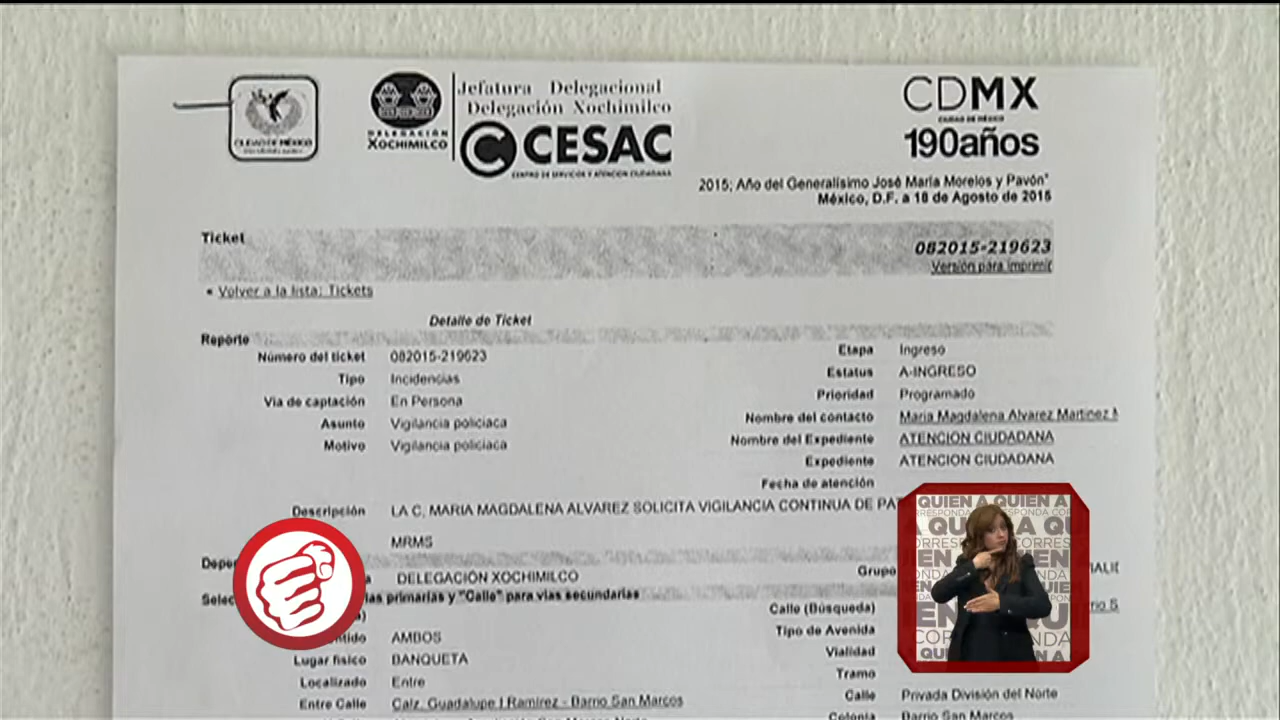 Jefatura Delegacional
Delegación Xochimilco
CESAC
CENTRO DE SERVICIOS Y ATENCIÓN CIUDADANA
CIUDAD DE MÉXICO
DELEGACIÓN
XOCHIMILCO
CDMX
CIUDAD DE MÉXICO
190años
2015; Año del Generalísimo José María Morelos y Pavón"
México, D.F. a 18 de Agosto de 2015
Ticket
082015-219623
Versión para imprimir
Volver a la lista: Tickets
Detalle de Ticket
Reporte
Número del ticket 082015-219623
Etapa Ingreso
Tipo Incidencias
Estatus A-INGRESO
Vía de captación En Persona
Prioridad Programado
Asunto Vigilancia policiaca
Nombre del contacto Maria Magdalena Alvarez Martinez
Motivo Vigilancia policiaca
Nombre del Expediente ATENCION CIUDADANA
Expediente ATENCION CIUDADANA
Fecha de atención
Descripción LA C, MARIA MAGDALENA ALVAREZ SOLICITA VIGILANCIA CONTINUA DE
MRMS
DELEGACIÓN XOCHIMILCO
Grupo
primarias y "Calle" para vías secundarias
Calle (Búsqueda)
AMBOS
Tipo de Avenida
Lugar físico BANQUETA
Vialidad
Localizado Entre
Tramo
Entre Calle Calz. Guadalupe I Ramirez - Barrio San Marcos
Calle Privada División del Norte
Colonia Barrio San Marcos
QUIEN A QUIEN A
CORRESPONDA